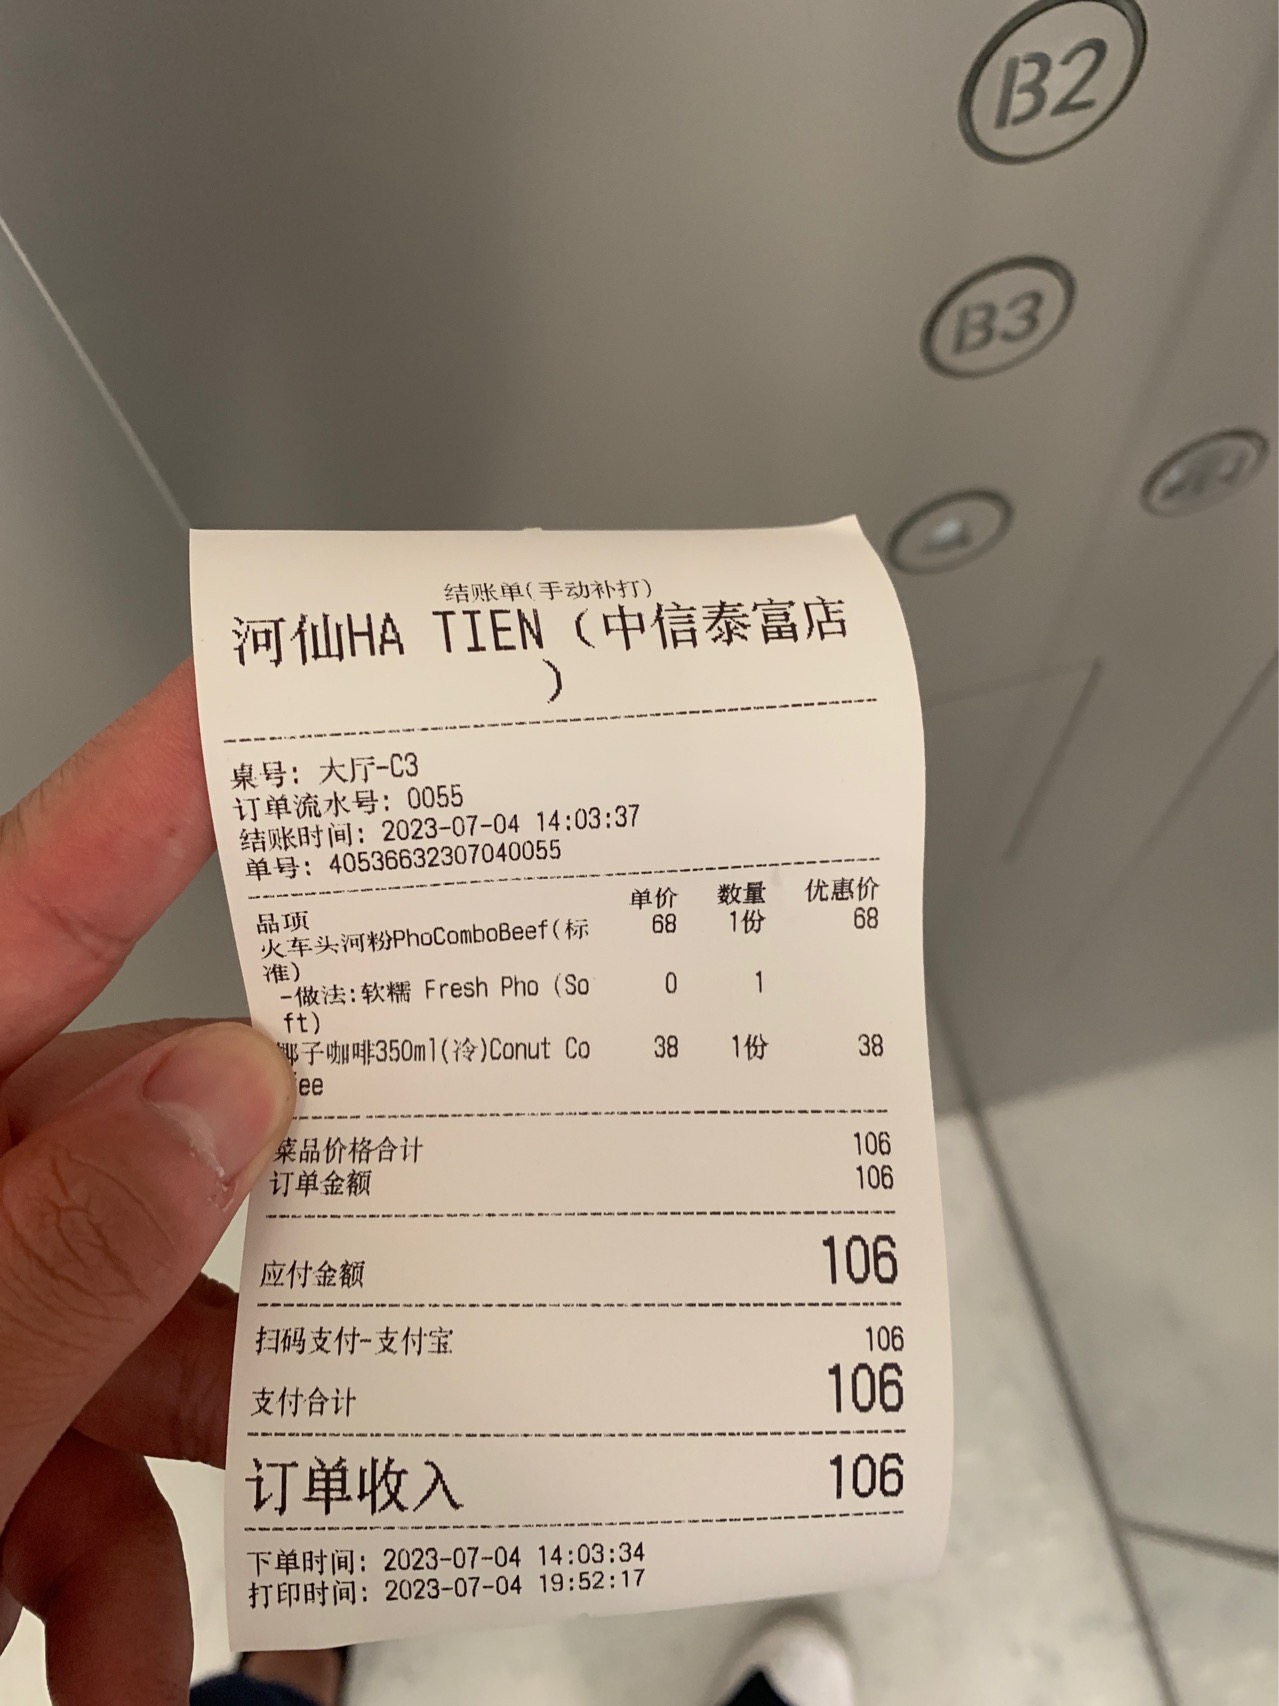 B2
B3
结账单(手动补打)
河仙HA TIEN（中信泰富店
）
桌号: 大厅-C3
订单流水号: 0055
结账时间: 2023-07-04 14:03:37
单号: 40536632307040055
品项 单价 数量 优惠价
火车头河粉PhoComboBeef(标 68 1份 68
准)
-做法:软糯 Fresh Pho (So 0 1
ft)
椰子咖啡350ml(冷)Conut Co 38 1份 38
ee
菜品价格合计 106
订单金额 106
应付金额 106
扫码支付-支付宝 106
支付合计 106
订单收入 106
下单时间: 2023-07-04 14:03:34
打印时间: 2023-07-04 19:52:17